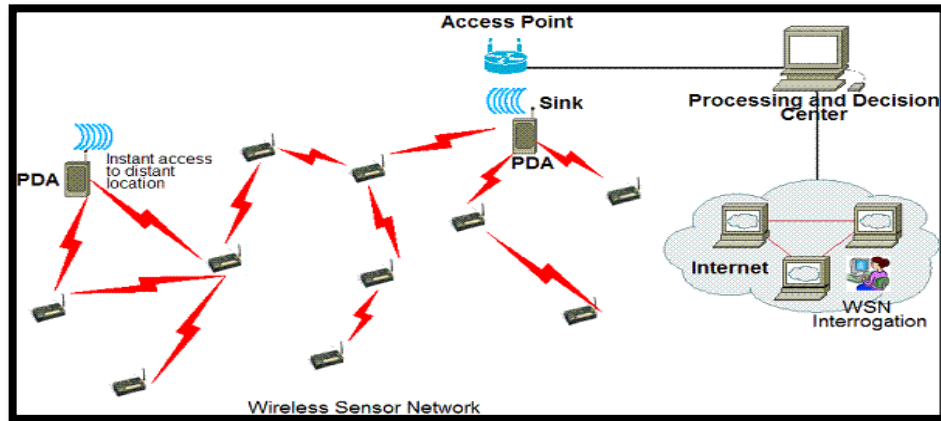 Access Point
Sink
Processing and Decision
Center
PDA
Instant access
to distant
location
PDA
Internet
WSN
Interrogation
Wireless Sensor Network